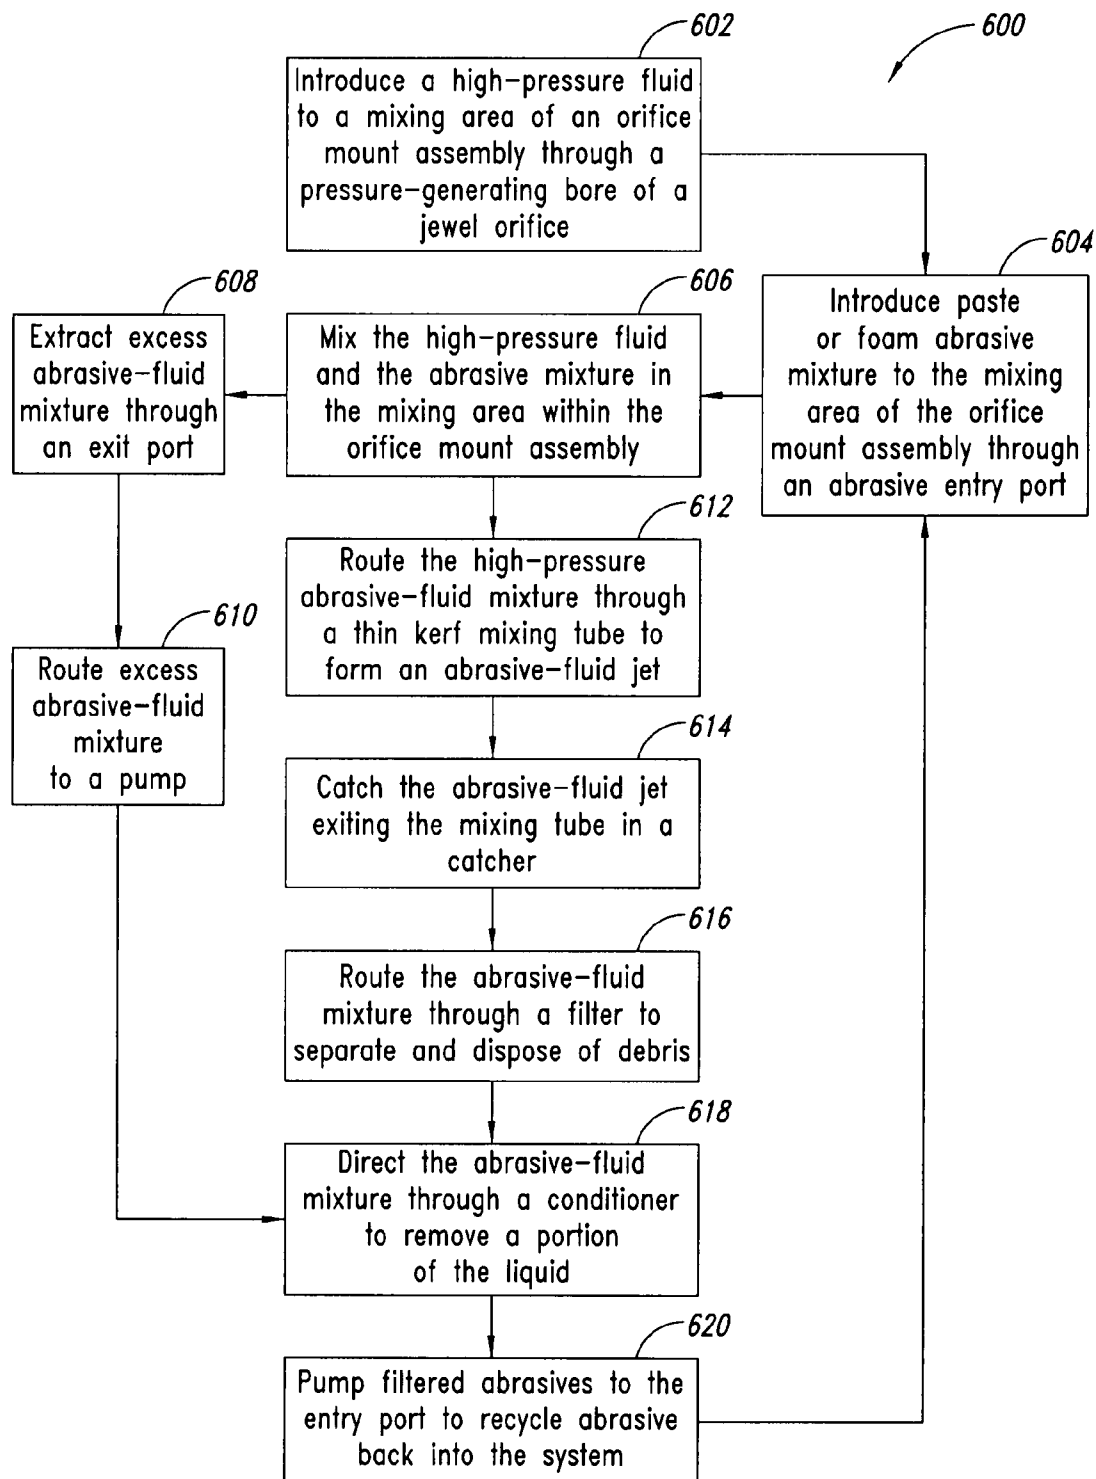 602
600
Introduce a high-pressure fluid
to a mixing area of an orifice
mount assembly through a
pressure-generating bore of a
jewel orifice
604
Introduce paste
or foam abrasive
mixture to the mixing
area of the orifice
mount assembly through
an abrasive entry port
606
Mix the high-pressure fluid
and the abrasive mixture in
the mixing area within the
orifice mount assembly
608
Extract excess
abrasive-fluid
mixture through
an exit port
610
Route excess
abrasive-fluid
mixture
to a pump
612
Route the high-pressure
abrasive-fluid mixture through
a thin kerf mixing tube to
form an abrasive-fluid jet
614
Catch the abrasive-fluid jet
exiting the mixing tube in a
catcher
616
Route the abrasive-fluid
mixture through a filter to
separate and dispose of debris
618
Direct the abrasive-fluid
mixture through a conditioner
to remove a portion
of the liquid
620
Pump filtered abrasives to the
entry port to recycle abrasive
back into the system